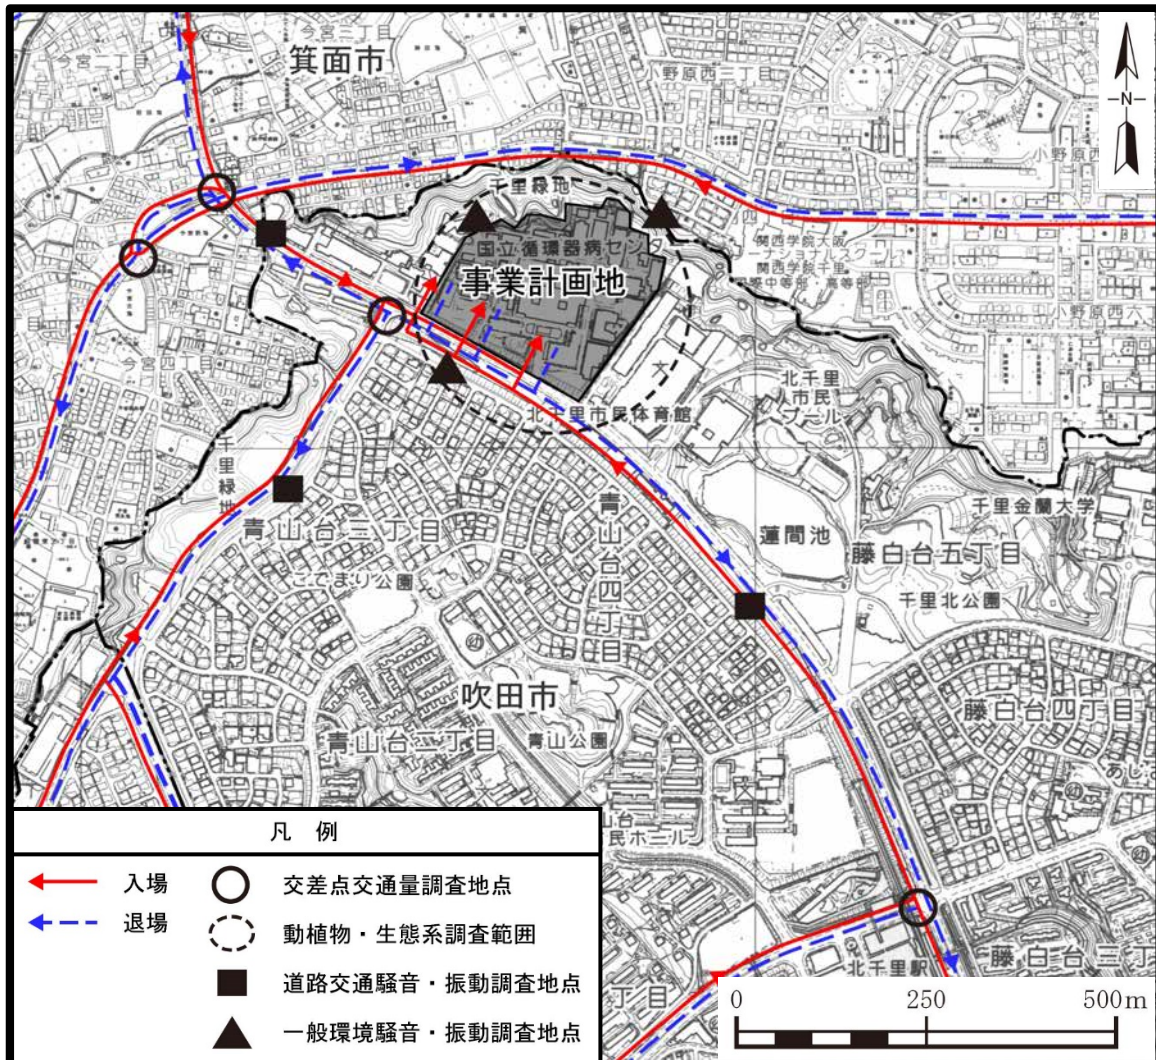 今宮三丁目
今宮二丁目
箕面市
小野原西三丁目
N
小野原西
千里緑地
国立循環器病センター
関西学院大阪
インターナショナルスクール
関西学院千里
事業計画地
等部・高等部
小野原西六丁
今宮四丁目
文
北千里
市民
プール
北千里市民体育館
千里緑地
千里金蘭大学
青山台三丁目
青山台四丁目
蓮間池
藤白台五丁目
こでまり公園
千里北公園
幼
吹田市
藤白台四丁目
青山台二丁目
青山公園
幼
山台
民ホール
幼
凡 例
入場
交差点交通量調査地点
退場
動植物・生態系調査範囲
道路交通騒音・振動調査地点
一般環境騒音・振動調査地点
北千里駅
藤白台三丁
丁目
0 250 500m